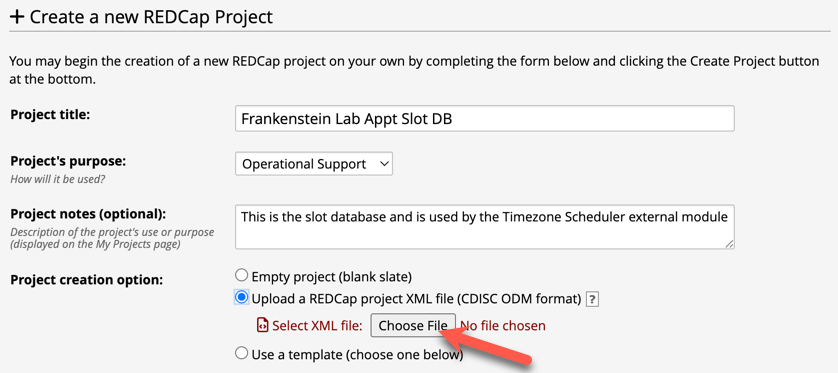 + Create a new REDCap Project
You may begin the creation of a new REDCap project on your own by completing the form below and clicking the Create Project button
at the bottom.
Project title:
Frankenstein Lab Appt Slot DB
Project's purpose:
How will it be used?
Operational Support
Project notes (optional):
Description of the project's use or purpose
(displayed on the My Projects page)
This is the slot database and is used by the Timezone Scheduler external module
Project creation option:
Empty project (blank slate)
Upload a REDCap project XML file (CDISC ODM format) ?
Select XML file: Choose File No file chosen
Use a template (choose one below)